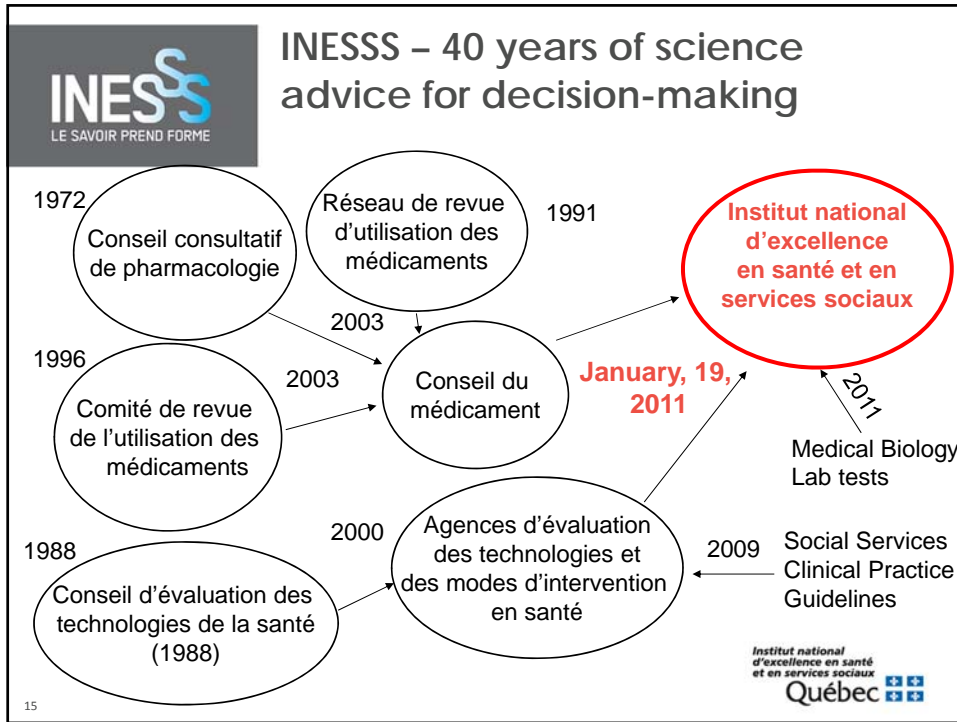 INESSS
LE SAVOIR PREND FORME
INESSS – 40 years of science
advice for decision-making
1972
Conseil consultatif
de pharmacologie
Réseau de revue
d'utilisation des
médicaments
1991
Institut national
d'excellence
en santé et en
services sociaux
2003
1996
Comité de revue
de l'utilisation des
médicaments
2003
Conseil du
médicament
January, 19,
2011
2011
Medical Biology
Lab tests
1988
Conseil d'évaluation des
technologies de la santé
(1988)
2000
Agences d'évaluation
des technologies et
des modes d'intervention
en santé
2009
Social Services
Clinical Practice
Guidelines
Institut national
d'excellence en santé
et en services sociaux
Québec
15